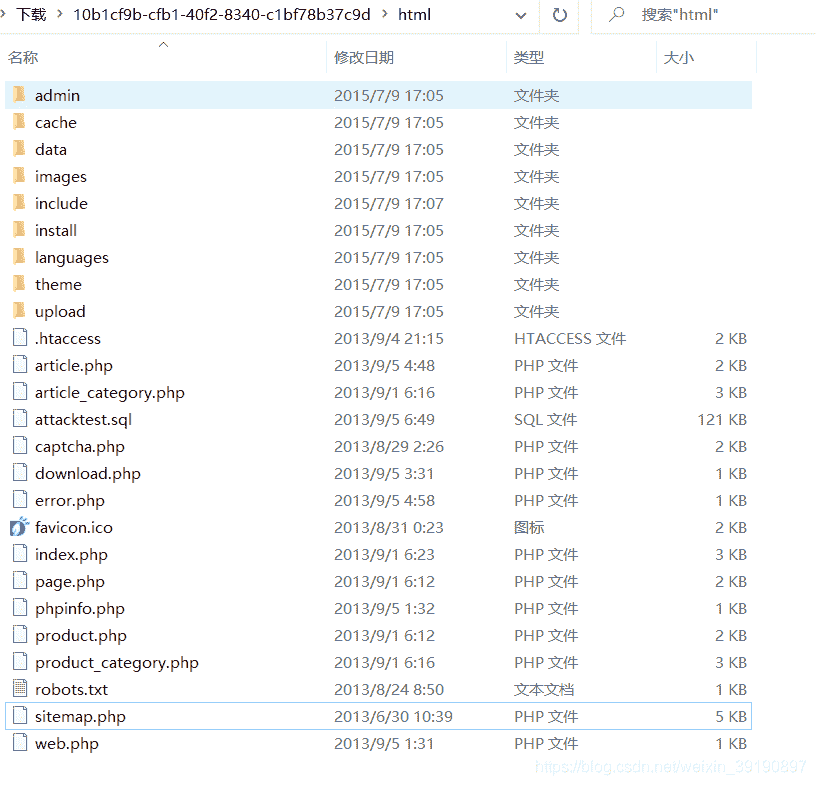 下载 10b1cf9b-cfb1-40f2-8340-c1bf78b37c9d html 搜索"html"
名称 修改日期 类型 大小
admin 2015/7/9 17:05 文件夹
cache 2015/7/9 17:05 文件夹
data 2015/7/9 17:05 文件夹
images 2015/7/9 17:05 文件夹
include 2015/7/9 17:07 文件夹
install 2015/7/9 17:05 文件夹
languages 2015/7/9 17:05 文件夹
theme 2015/7/9 17:05 文件夹
upload 2015/7/9 17:05 文件夹
.htaccess 2013/9/4 21:15 HTACCESS 文件 2 KB
article.php 2013/9/5 4:48 PHP 文件 2 KB
article_category.php 2013/9/1 6:16 PHP 文件 3 KB
attacktest.sql 2013/9/5 6:49 SQL 文件 121 KB
captcha.php 2013/8/29 2:26 PHP 文件 2 KB
download.php 2013/9/5 3:31 PHP 文件 1 KB
error.php 2013/9/5 4:58 PHP 文件 1 KB
favicon.ico 2013/8/31 0:23 图标 2 KB
index.php 2013/9/1 6:23 PHP 文件 3 KB
page.php 2013/9/1 6:12 PHP 文件 2 KB
phpinfo.php 2013/9/5 1:32 PHP 文件 1 KB
product.php 2013/9/1 6:12 PHP 文件 2 KB
product_category.php 2013/9/1 6:16 PHP 文件 3 KB
robots.txt 2013/8/24 8:50 文本文档 1 KB
sitemap.php 2013/6/30 10:39 PHP 文件 5 KB
web.php 2013/9/5 1:31 PHP 文件 1 KB
https://blog.csdn.net/weixin_39190897